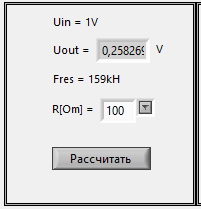 Uin = 1V
Uout = 0,258269 V
Fres = 159kH
R[Om] = 100
Рассчитать